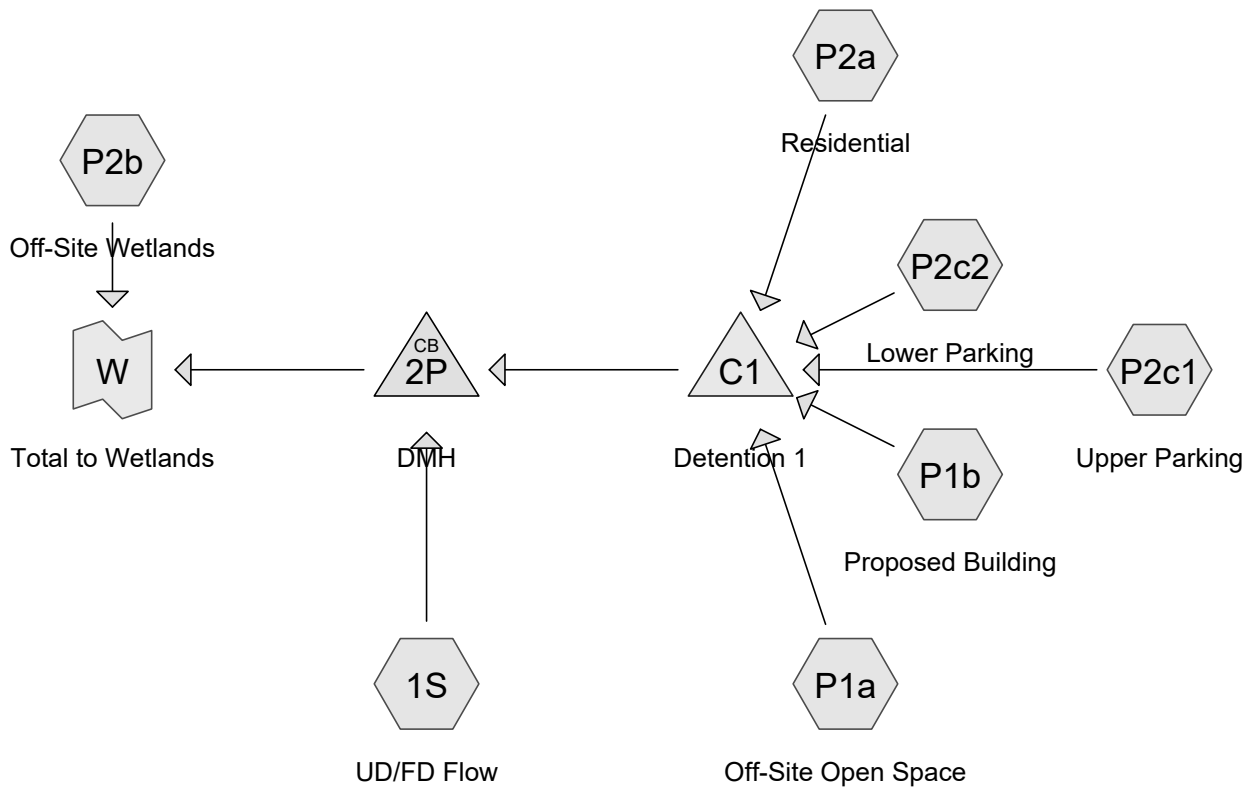 P2a
Residential
P2b
Off-Site Wetlands
P2c2
Lower Parking
W
Total to Wetlands
CB
2P
DMH
C1
Detention 1
P2c1
Upper Parking
P1b
Proposed Building
1S
UD/FD Flow
P1a
Off-Site Open Space